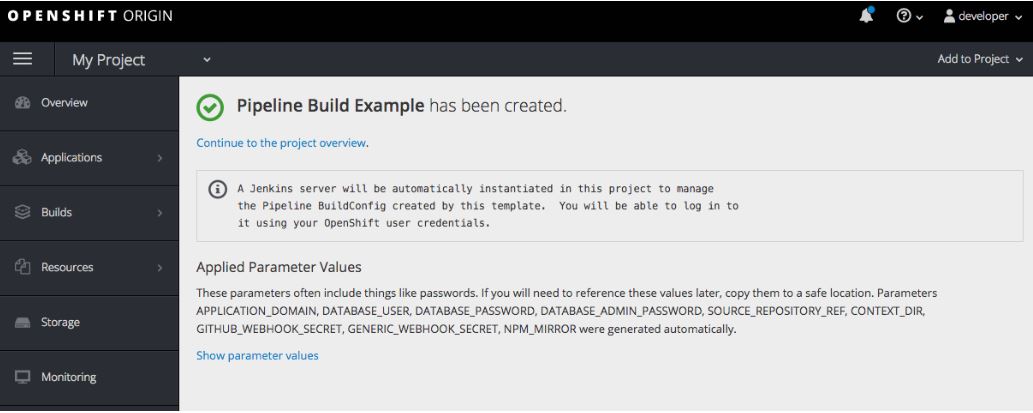 OPENSHIFT ORIGIN
developer
My Project
Add to Project
Overview
Applications
Builds
Resources
Storage
Monitoring
Pipeline Build Example has been created.
Continue to the project overview.
A Jenkins server will be automatically instantiated in this project to manage
the Pipeline BuildConfig created by this template. You will be able to log in to
it using your OpenShift user credentials.
Applied Parameter Values
These parameters often include things like passwords. If you will need to reference these values later, copy them to a safe location. Parameters
APPLICATION_DOMAIN, DATABASE_USER, DATABASE_PASSWORD, DATABASE_ADMIN_PASSWORD, SOURCE_REPOSITORY_REF, CONTEXT_DIR,
GITHUB_WEBHOOK_SECRET, GENERIC_WEBHOOK_SECRET, NPM_MIRROR were generated automatically.
Show parameter values